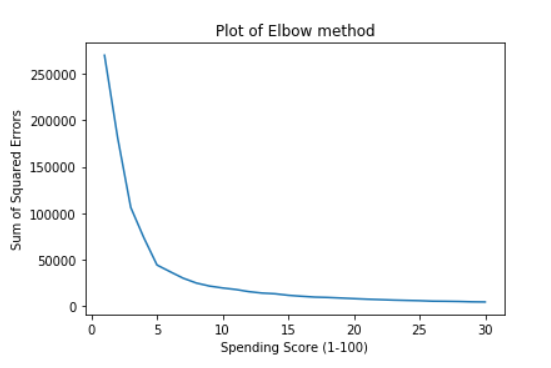 Plot of Elbow method
250000
200000
150000
100000
50000
0
Sum of Squared Errors
0 5 10 15 20 25 30
Spending Score (1-100)